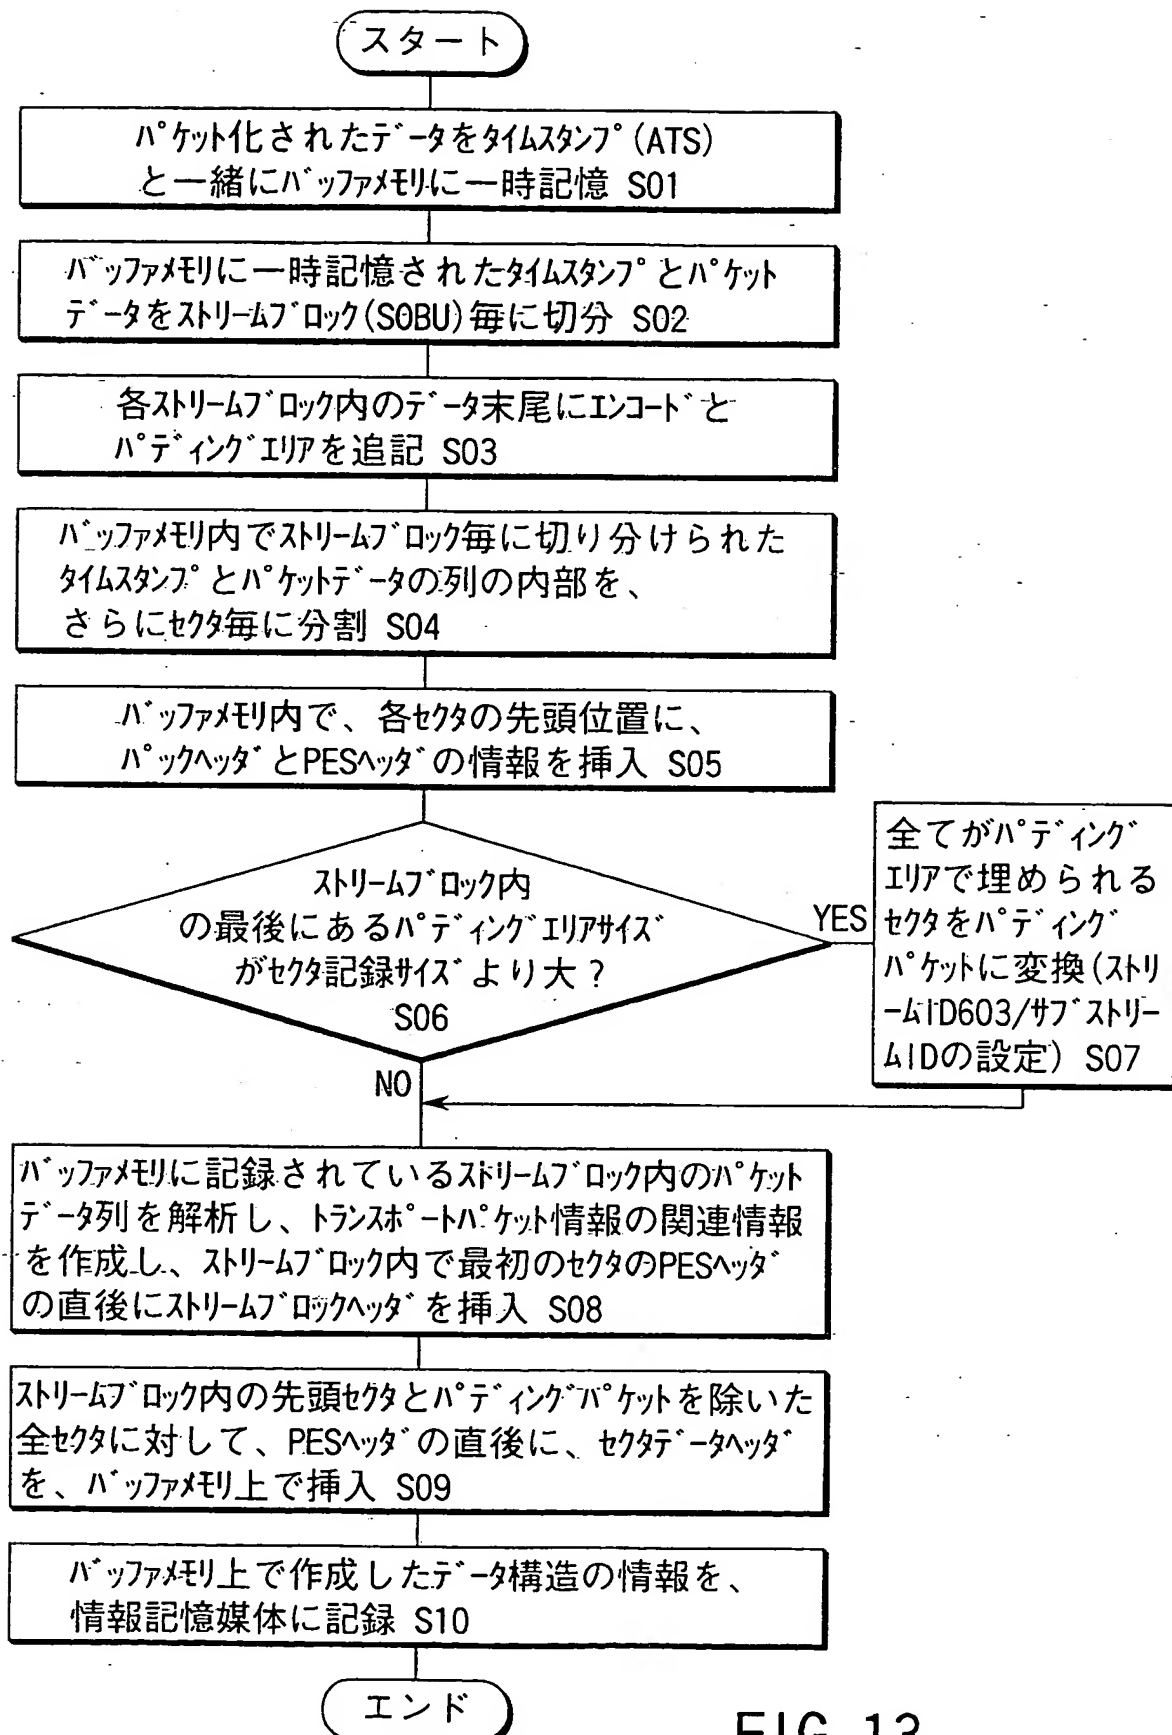 スタート
パケット化されたデータをタイムスタンプ(ATS)
と一緒にバッファメモリに一時記憶 S01
バッファメモリに一時記憶されたタイムスタンプとパケット
データをストリームブロック(SOBU)毎に切分 S02
各ストリームブロック内のデータ末尾にエンコードと
パディングエリアを追記 S03
バッファメモリ内でストリームブロック毎に切り分けられた
タイムスタンプとパケットデータの列の内部を、
さらにセクタ毎に分割 S04
バッファメモリ内で、各セクタの先頭位置に、
パックヘッダとPESヘッダの情報を挿入 S05
ストリームブロック内
の最後にあるパディングエリアサイズ
がセクタ記録サイズより大?
S06
YES
全てがパディング
エリアで埋められる
セクタをパディング
パケットに変換(ストリ
ームID603/サブストリー
ムIDの設定) S07
NO
バッファメモリに記録されているストリームブロック内のパケット
データ列を解析し、トランスポートパケット情報の関連情報
を作成し、ストリームブロック内で最初のセクタのPESヘッダ
の直後にストリームブロックヘッダを挿入 S08
ストリームブロック内の先頭セクタとパディングパケットを除いた
全セクタに対して、PESヘッダの直後に、セクタデータヘッダ
を、バッファメモリ上で挿入 S09
バッファメモリ上で作成したデータ構造の情報を、
情報記憶媒体に記録 S10
エンド
FIG. 13